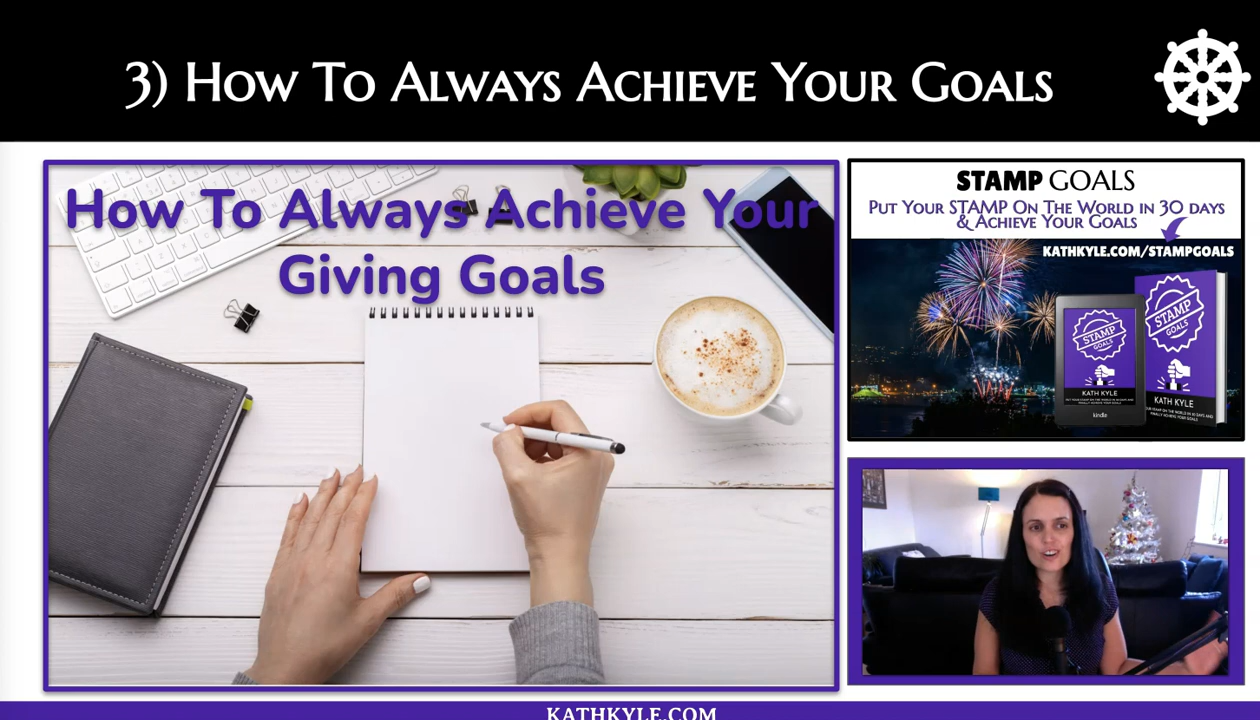 3) How To Always Achieve Your Goals
How To Always Achieve Your
Giving Goals
STAMP GOALS
Put Your STAMP On The World in 30 days
& Achieve Your Goals
KATHKYLE.COM/STAMPGOALS
STAMP
GOALS
KATH KYLE
kindle
STAMP
GOALS
KATH KYLE
KATHKYLE.COM